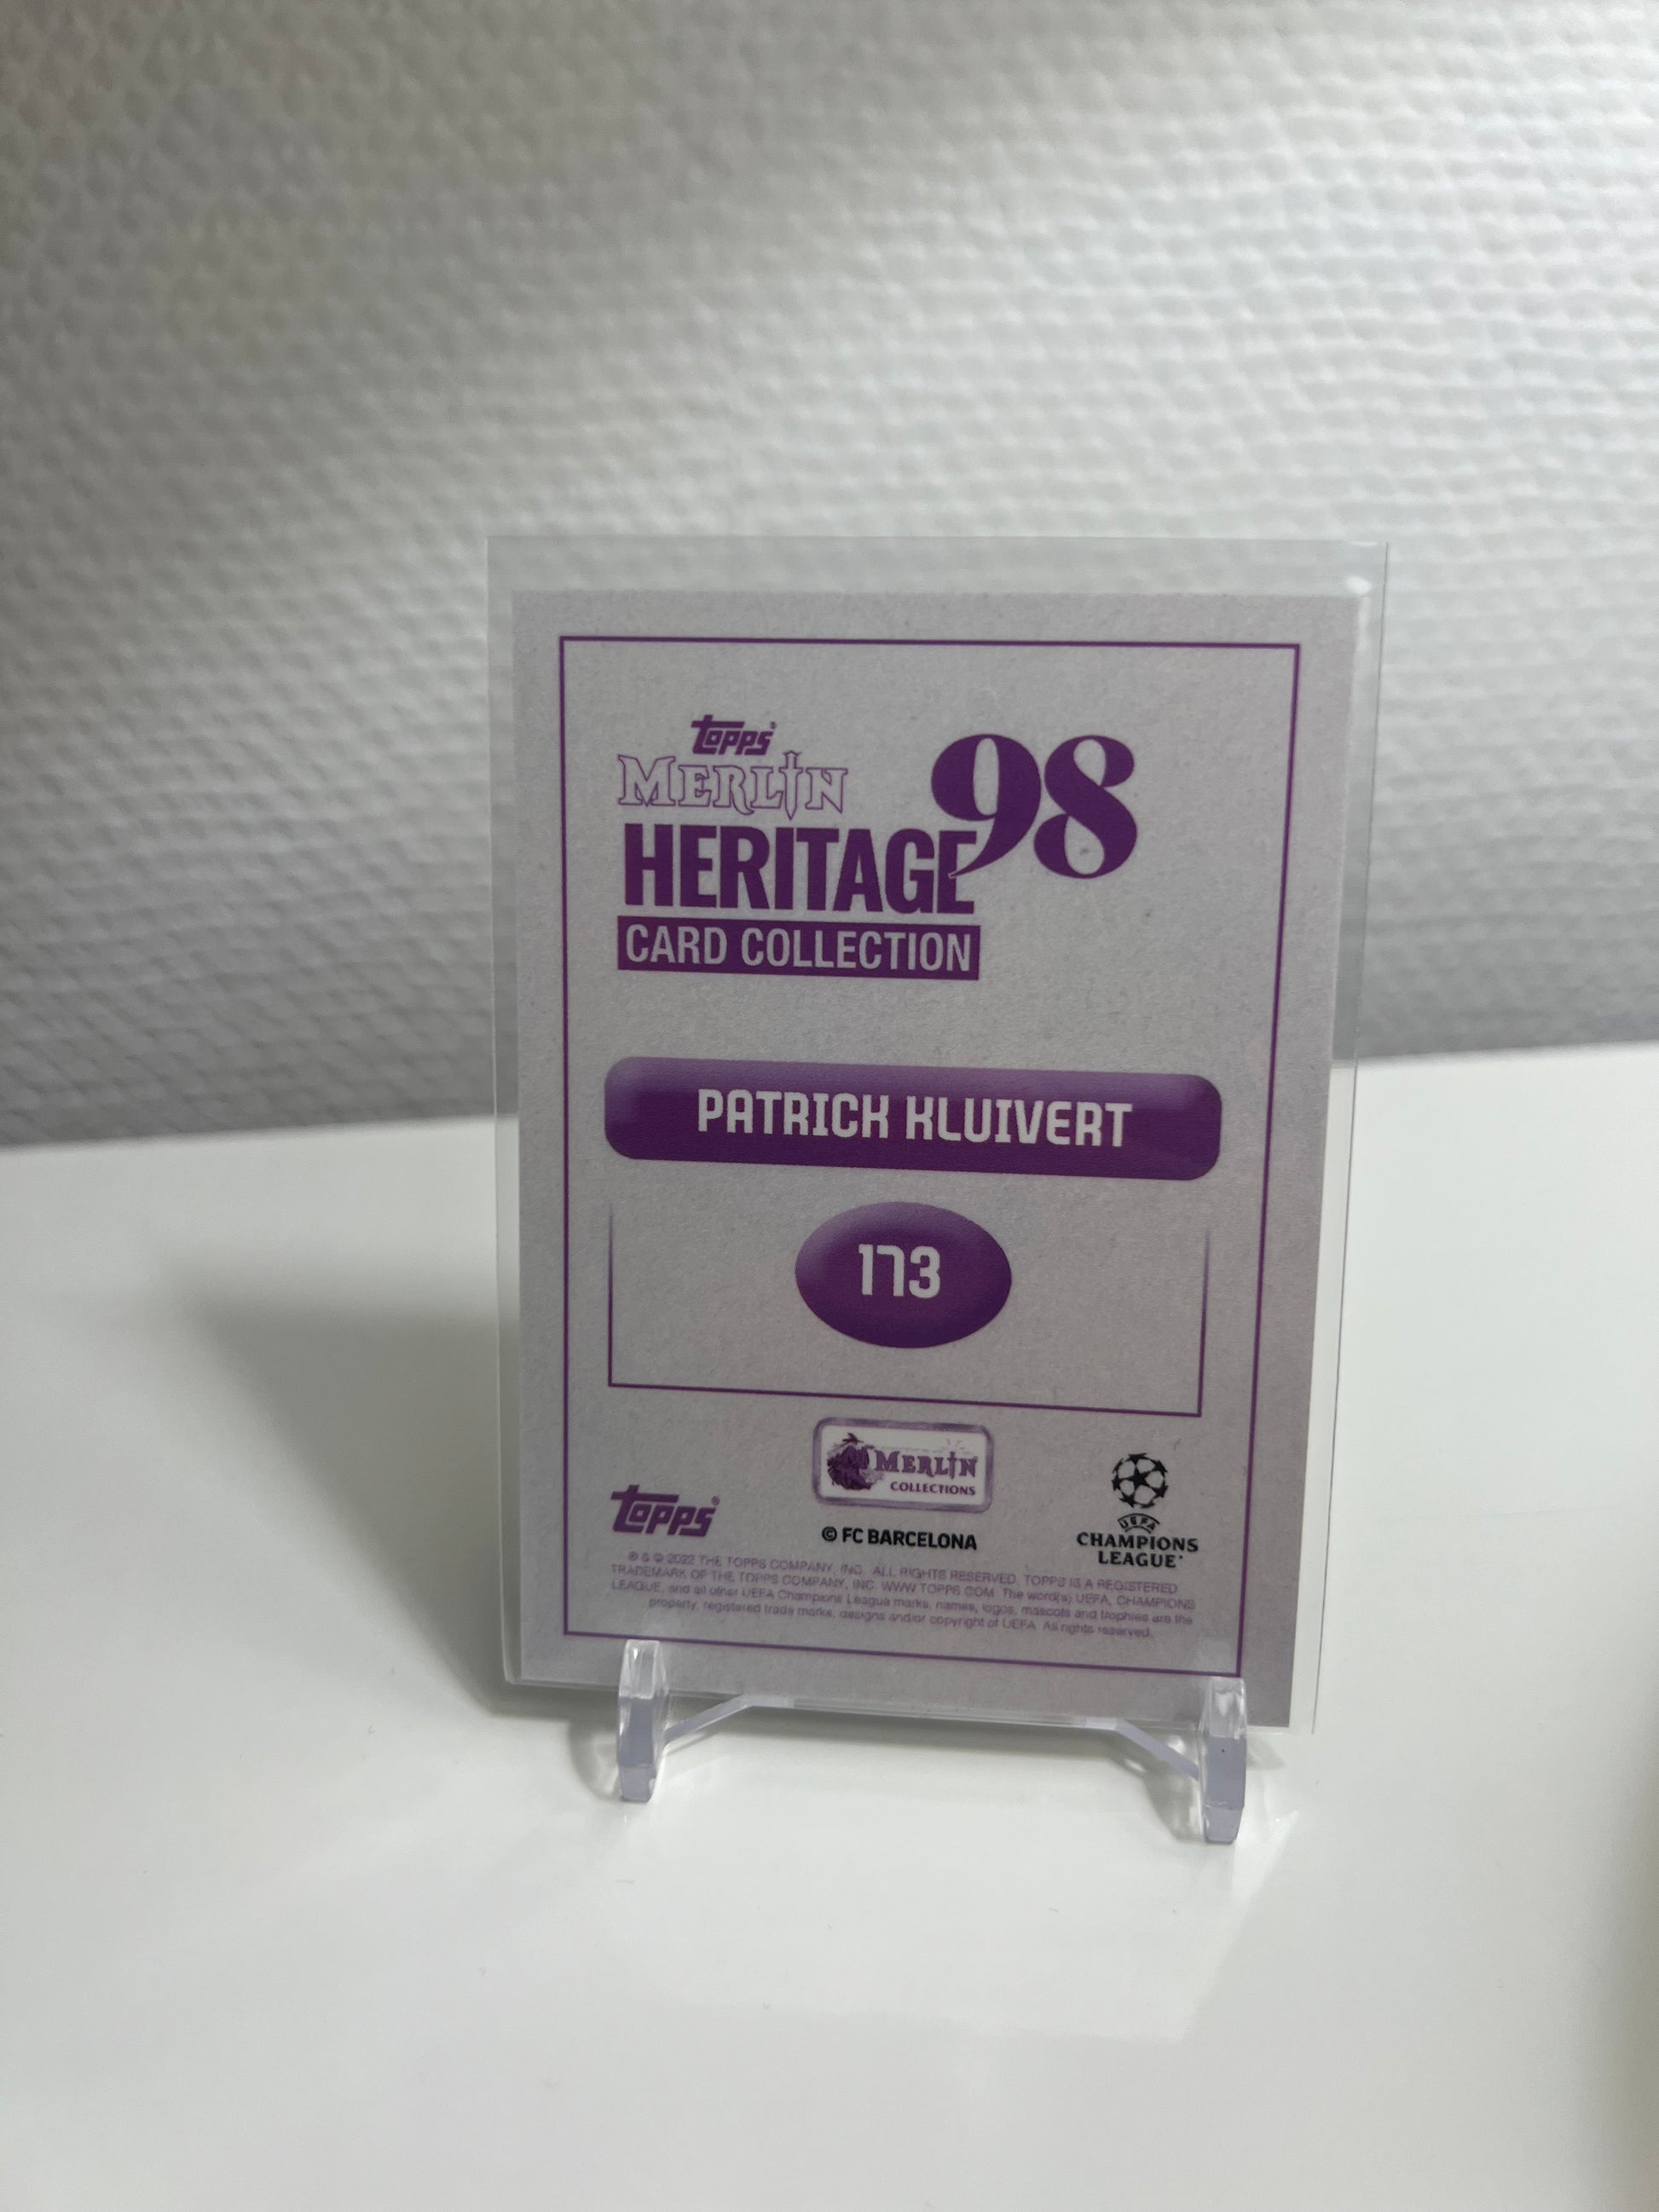 Topps
MERLIN
HERITAGE 98
CARD COLLECTION
PATRICK KLUIVERT
173
MERLIN
COLLECTIONS
Topps
© FC BARCELONA
UEFA
CHAMPIONS
LEAGUE
® & © 2022 THE TOPPS COMPANY, INC. ALL RIGHTS RESERVED. TOPPS IS A REGISTERED
TRADEMARK OF THE TOPPS COMPANY, INC. WWW.TOPPS.COM. The word(s) UEFA, CHAMPIONS
LEAGUE, and all other UEFA Champions League marks, names, logos, mascots and trophies are the
property, registered trade marks, designs and/or copyright of UEFA. All rights reserved.